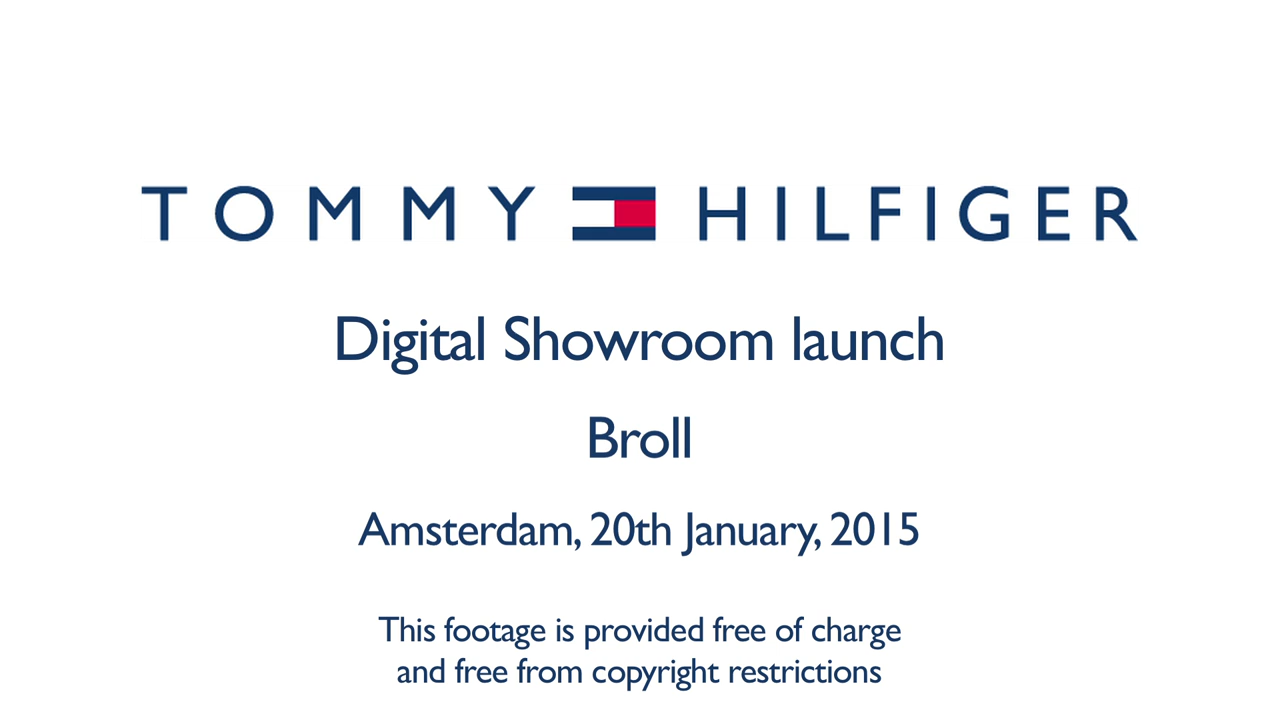 TOMMY HILFIGER
Digital Showroom launch
Broll
Amsterdam, 20th January, 2015
This footage is provided free of charge
and free from copyright restrictions